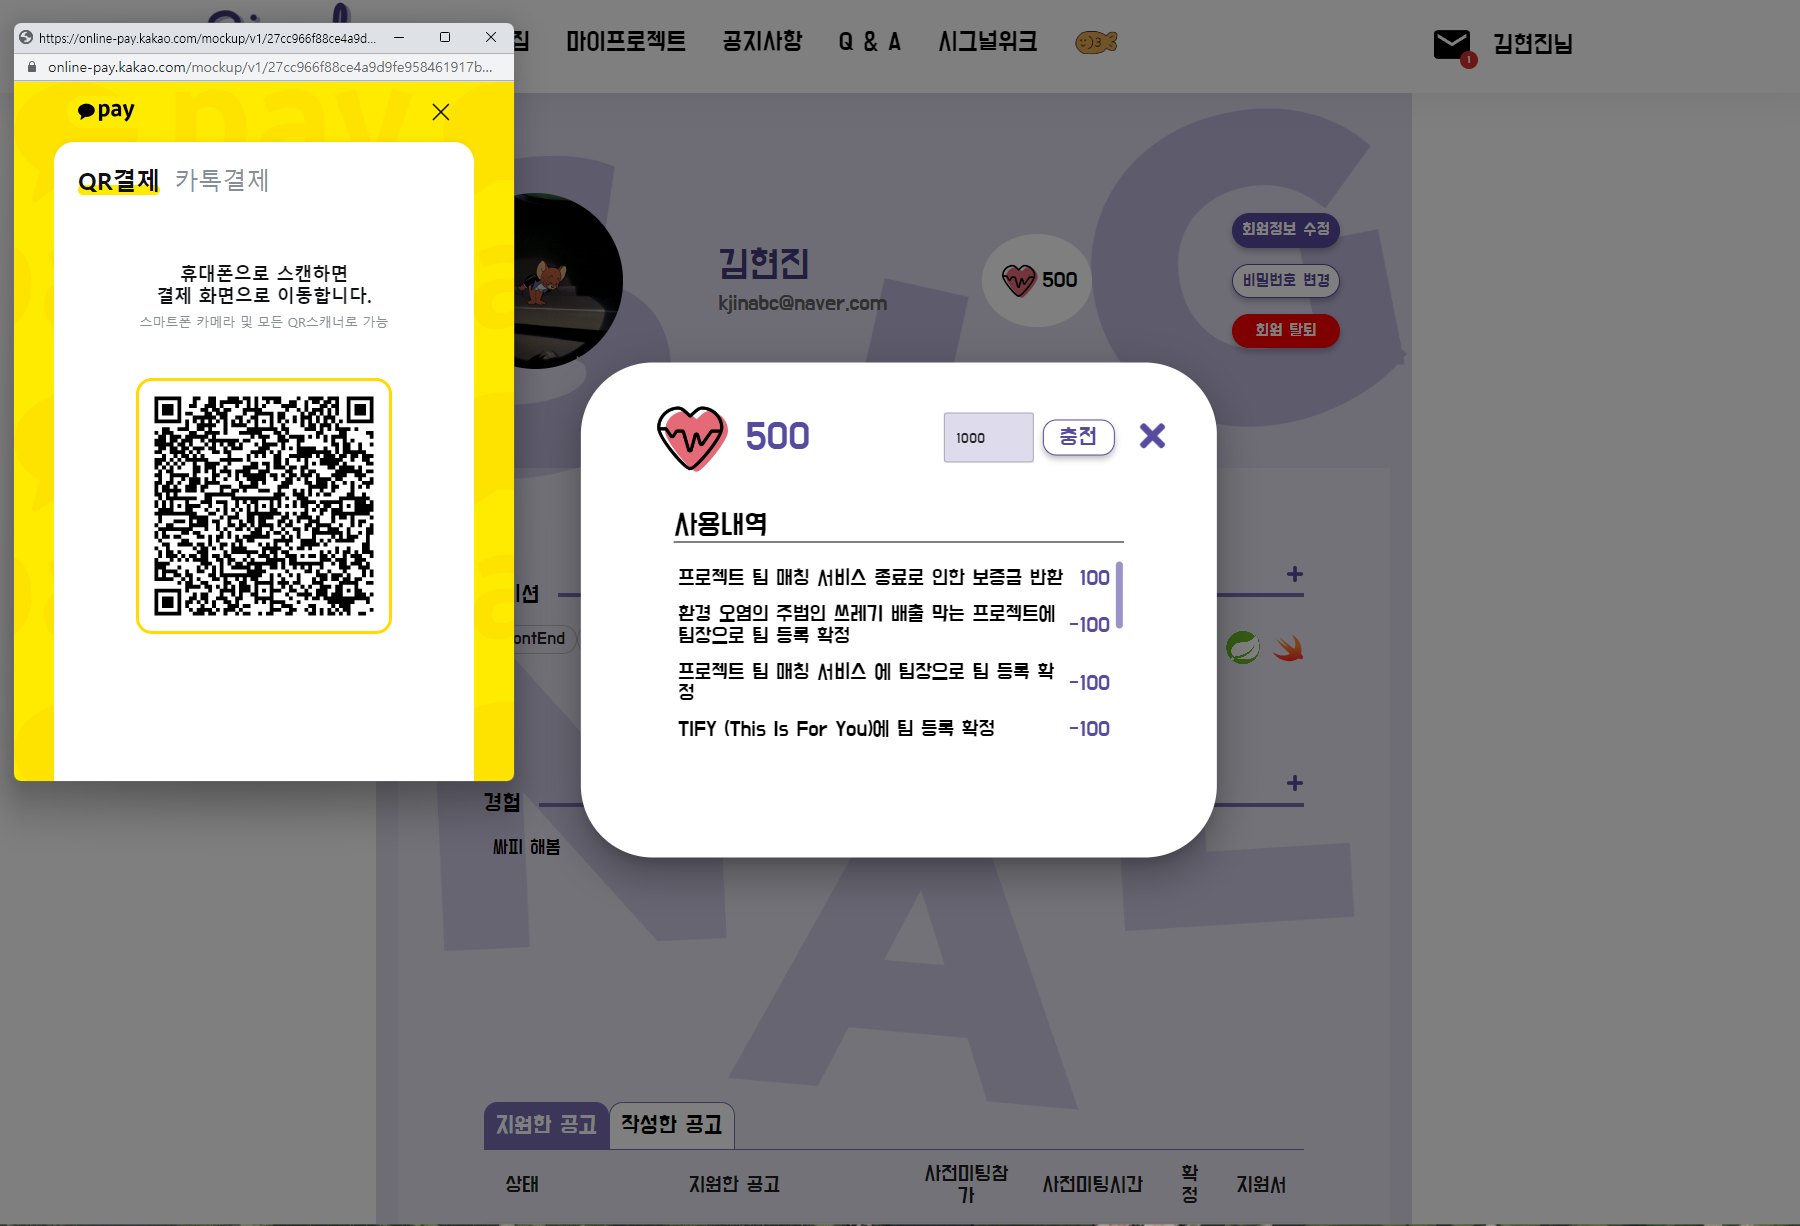 https://online-pay.kakao.com/mockup/v1/27cc966f88ce4a9d...
online-pay.kakao.com/mockup/v1/27cc966f88ce4a9d9fe958461917b...
pay
QR결제 카톡결제
휴대폰으로 스캔하면
결제 화면으로 이동합니다.
스마트폰 카메라 및 모든 QR스캐너로 가능
마이프로젝트 공지사항 Q & A 시그널위크
1
김현진님
김현진
kjinabc@naver.com
500
회원정보 수정
비밀번호 변경
회원 탈퇴
500
1000
충전
사용내역
프로젝트 팀 매칭 서비스 종료로 인한 보증금 반환 100
환경 오염의 주범인 쓰레기 배출 막는 프로젝트에
팀장으로 팀 등록 확정 -100
프로젝트 팀 매칭 서비스 에 팀장으로 팀 등록 확
정 -100
TIFY (This Is For You)에 팀 등록 확정 -100
경험
싸피 해봄
SIGNAL
지원한 공고 작성한 공고
상태 지원한 공고 사전미팅참
가 사전미팅시간 확
정 지원서